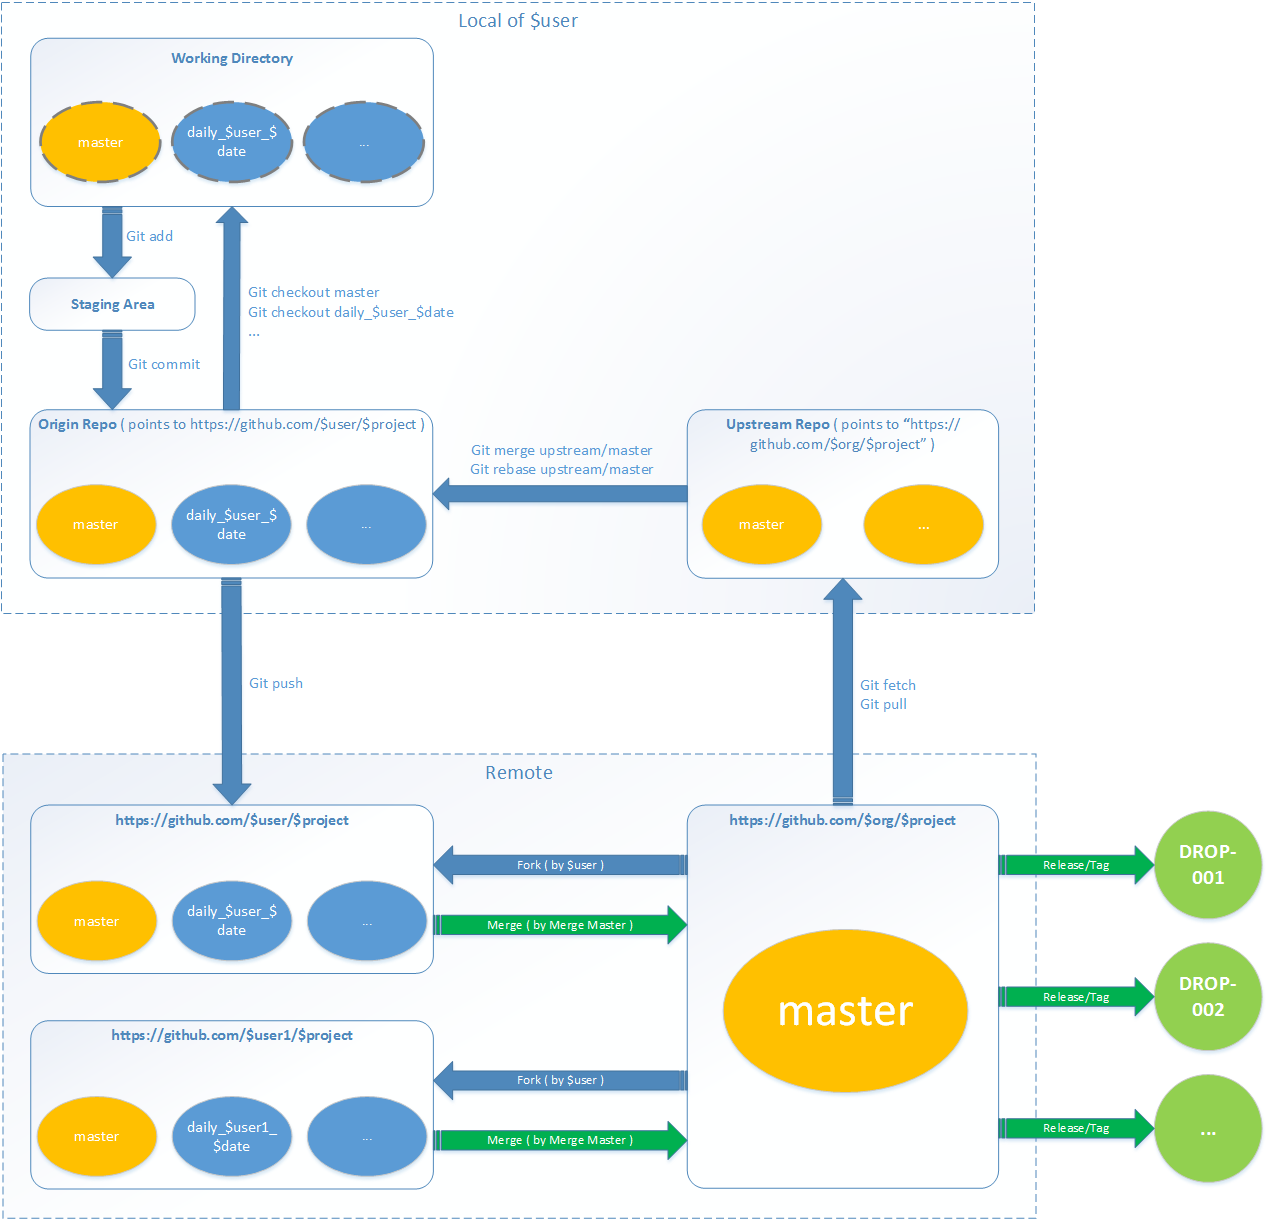 Local of $user
Working Directory
master
daily_$user_$
date
...
Git add
Staging Area
Git checkout master
Git checkout daily_$user_$date
...
Git commit
Origin Repo ( points to https://github.com/$user/$project )
master
daily_$user_$
date
...
Git merge upstream/master
Git rebase upstream/master
Upstream Repo ( points to “https://
github.com/$org/$project” )
master
...
Git push
Git fetch
Git pull
Remote
https://github.com/$user/$project
master
daily_$user_$
date
...
Fork ( by $user )
Merge ( by Merge Master )
https://github.com/$user1/$project
master
daily_$user1_
$date
...
Fork ( by $user )
Merge ( by Merge Master )
https://github.com/$org/$project
master
Release/Tag
DROP-
001
Release/Tag
DROP-
002
Release/Tag
...